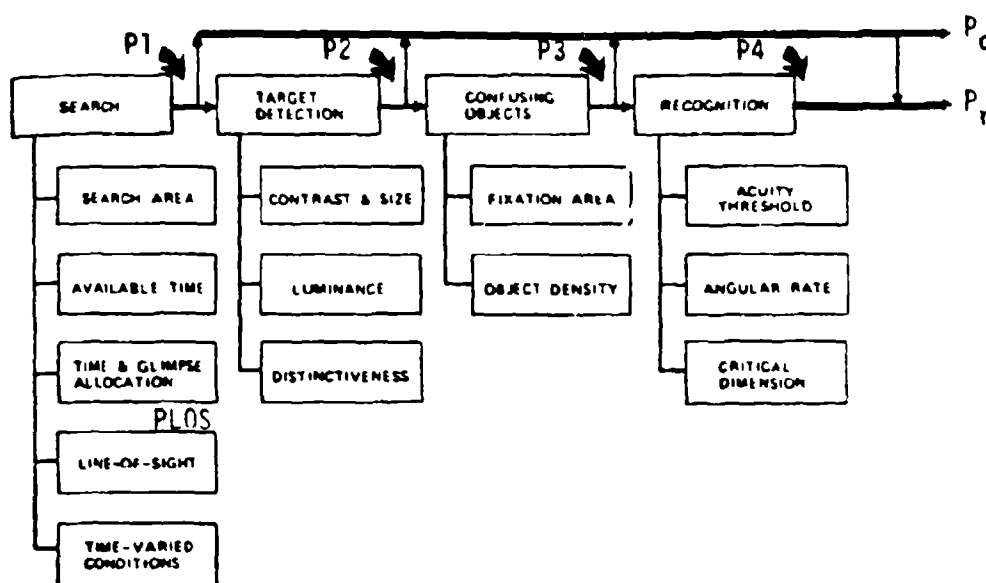 P1
P2
P3
P4
SEARCH
TARGET
DETECTION
CONFUSING
OBJECTS
RECOGNITION
P
P
SEARCH AREA
AVAILABLE TIME
TIME & GLIMPSE
ALLOCATION
PLOS
LINE-OF-SIGHT
TIME-VARIED
CONDITIONS
CONTRAST & SIZE
LUMINANCE
DISTINCTIVENESS
FIXATION AREA
OBJECT DENSITY
ACUITY
THRESHOLD
ANGULAR RATE
CRITICAL
DIMENSION